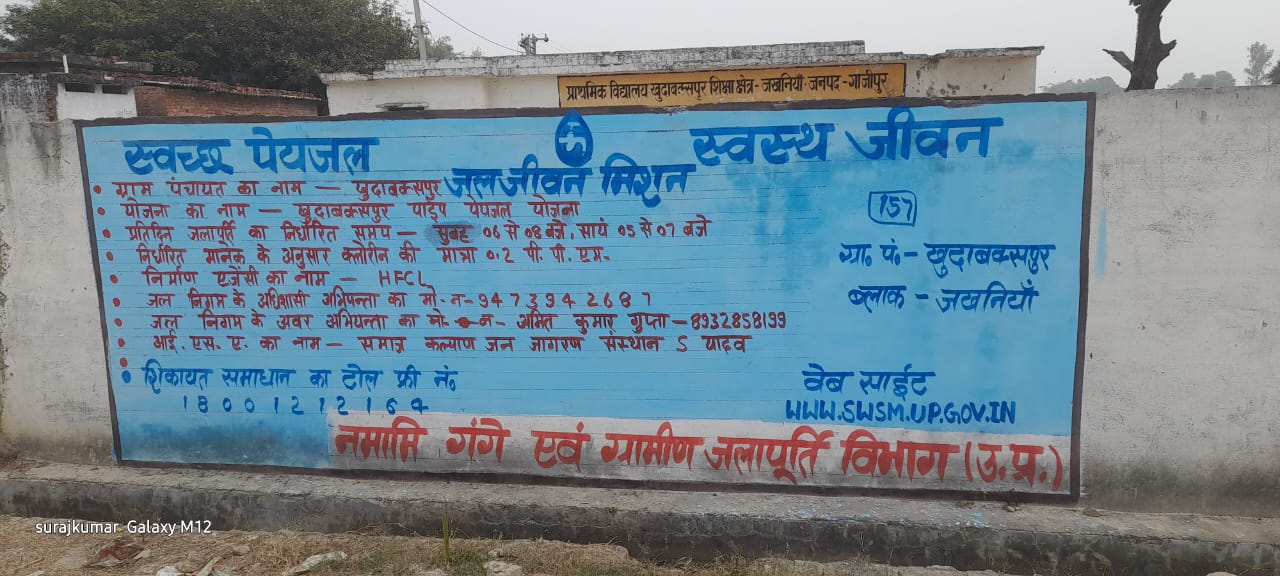 प्राथमिक विद्यालय खुदाबक्सपुर शिक्षा क्षेत्र-जखनियाँ-जनपद-गाजीपुर
स्वच्छ पेयजल
स्वस्थ जीवन
जलजीवन मिशन
• ग्राम पंचायत का नाम — खुदाबक्सपुर
• योजना का नाम — खुदाबक्सपुर पाईप पेयजल योजना
• प्रतिदिन जलापूर्ति का निर्धारित समय — सुबह 06 से 08 बजे, सायं 05 से 07 बजे
• निर्धारित मानक के अनुसार क्लोरीन की मात्रा 0.2 पी. पी. एम.
• निर्माण एजेंसी का नाम — HFCL
• जल निगम के अधिशासी अभियन्ता का मो.न-9473942687
• जल निगम के अवर अभियन्ता का मो. न- अमित कुमार गुप्ता-8932858199
• आई. एस. ए. का नाम — समाज कल्याण जन जागरण संस्थान S यादव
• शिकायत समाधान का टोल फ्री नं.
18001212164
157
ग्रा. पं.- खुदाबक्सपुर
ब्लाक - जखनियाँ
वेब साईट
WWW.SWSM.UP.GOV.IN
नमामि गंगे एवं ग्रामीण जलापूर्ति विभाग (उ.प्र.)
surajkumar Galaxy M12